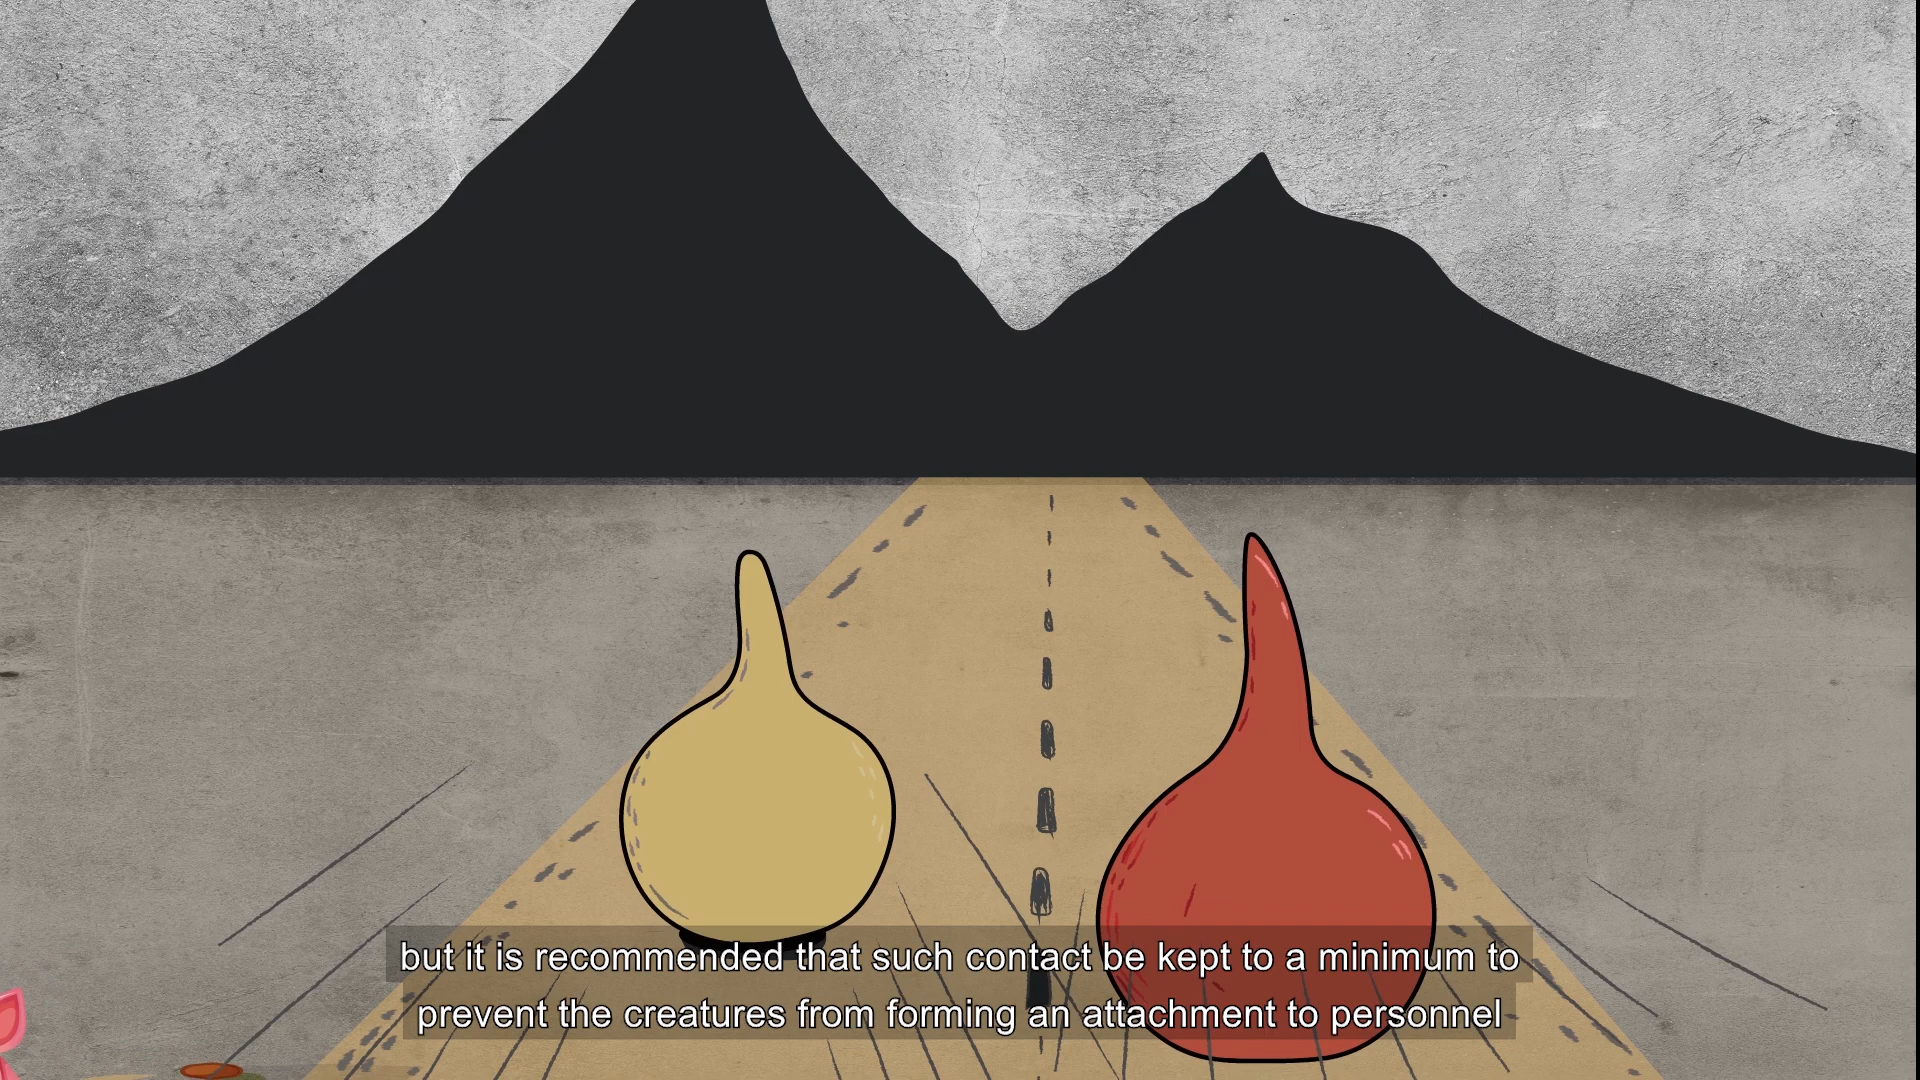 but it is recommended that such contact be kept to a minimum to
prevent the creatures from forming an attachment to personnel